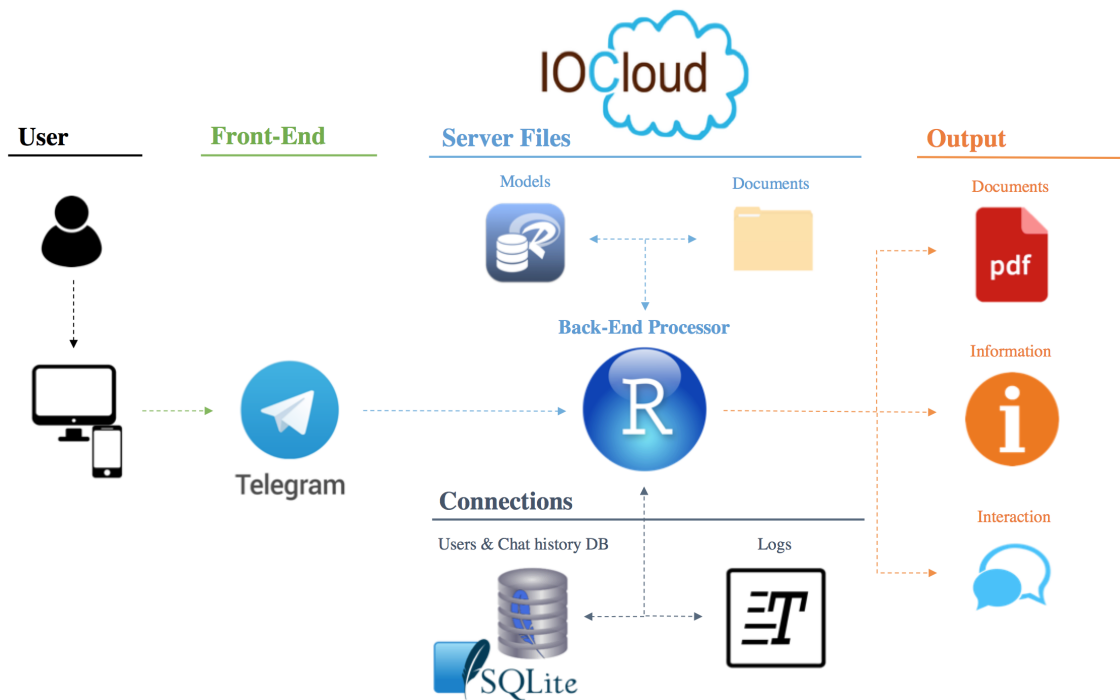 IOCloud
User
Front-End
Server Files
Output
Models
Documents
Documents
pdf
Back-End Processor
Information
R
i
Telegram
Connections
Interaction
Users & Chat history DB
Logs
T
SQLite